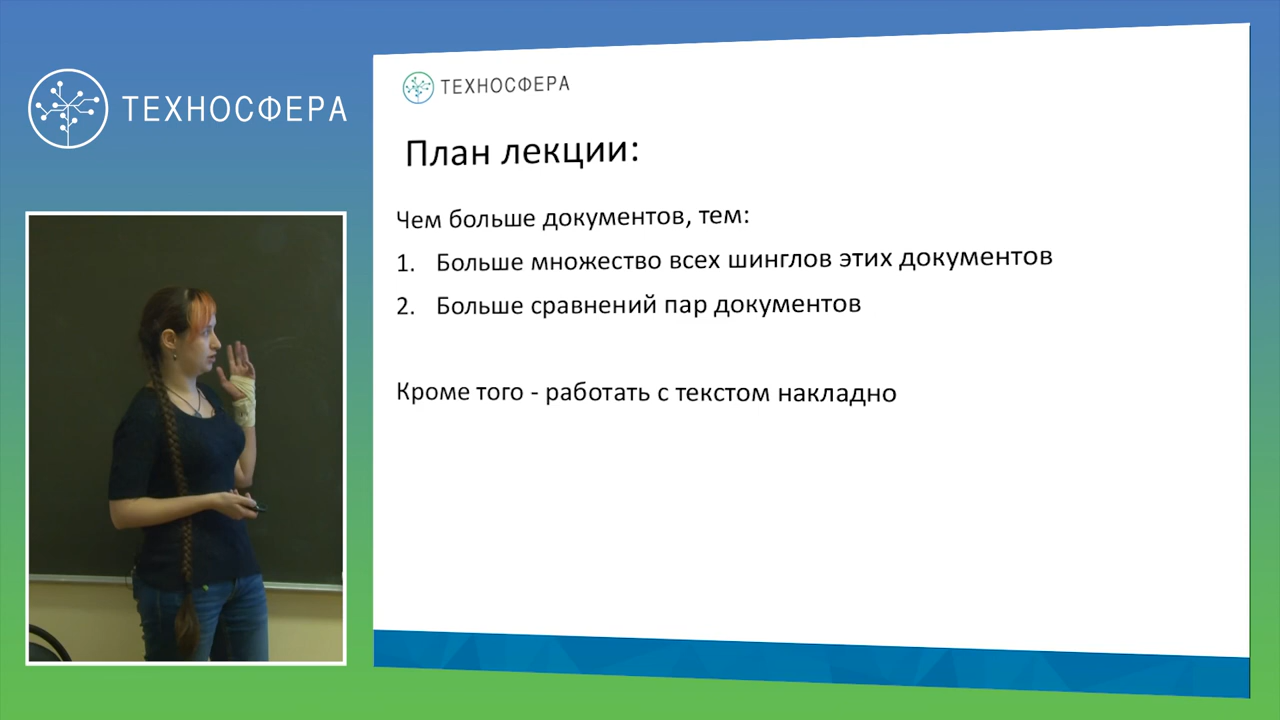 ТЕХНОСФЕРА
ТЕХНОСФЕРА
План лекции:
Чем больше документов, тем:
1. Больше множество всех шинглов этих документов
2. Больше сравнений пар документов
Кроме того - работать с текстом накладно